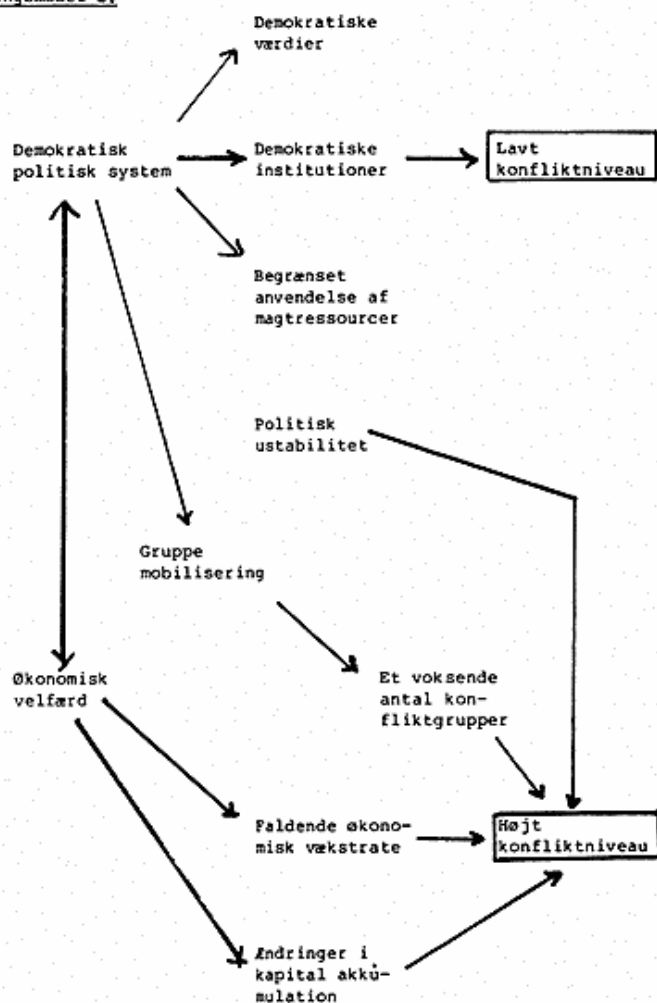 Demokratiske
værdier
Demokratisk
politisk system
Demokratiske
institutioner
Lavt
konfliktniveau
Begrænset
anvendelse af
magtressourcer
Politisk
ustabilitet
Gruppe
mobilisering
Økonomisk
velfærd
Et voksende
antal kon-
fliktgrupper
Faldende økono-
misk vækstrate
Højt
konfliktniveau
Ændringer i
kapital akku-
mulation